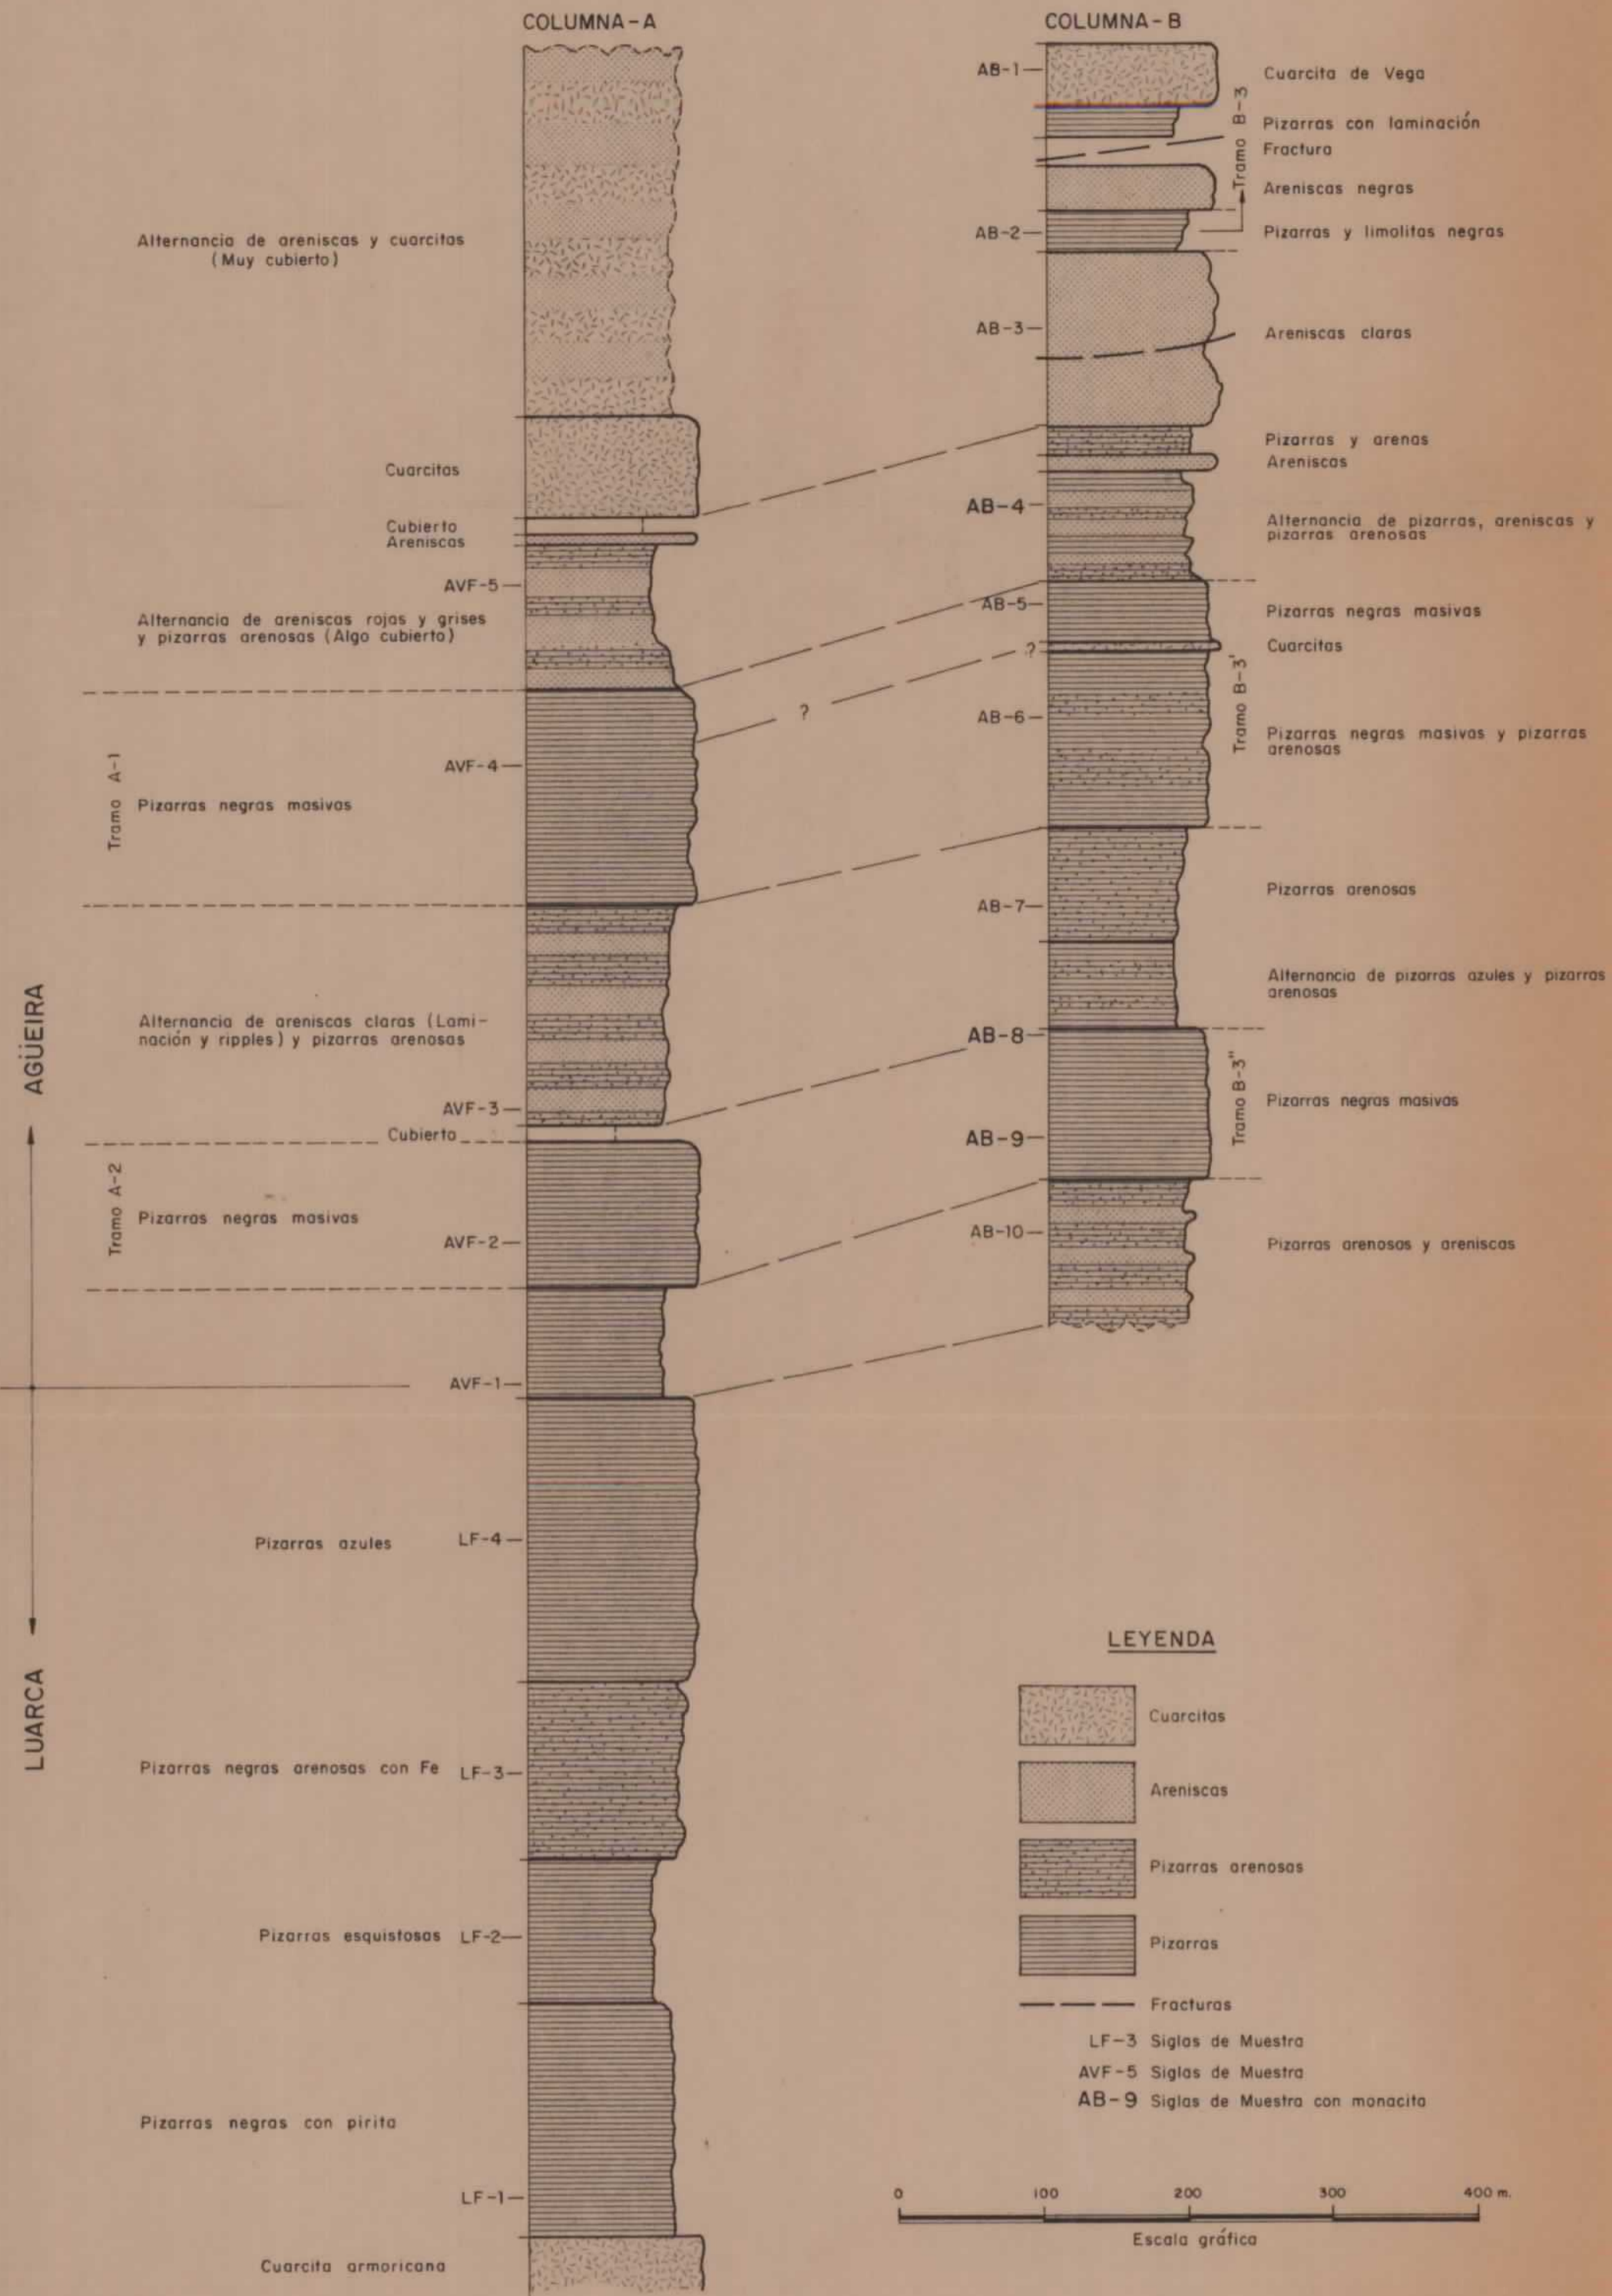 COLUMNA-A
Alternancia de areniscas y cuarcitas
(Muy cubierto)
Cuarcitas
Cubierto
Areniscas
AVF-5
Alternancia de areniscas rojas y grises
y pizarras arenosas (Algo cubierto)
Tramo A-1
AVF-4
Pizarras negras masivas
?
AGÜEIRA
Alternancia de areniscas claras (Lami-
nación y ripples) y pizarras arenosas
AVF-3
Cubierto
Tramo A-2
Pizarras negras masivas
AVF-2
AVF-1
LUARCA
Pizarras azules
LF-4
Pizarras negras arenosas con Fe
LF-3
Pizarras esquistosas
LF-2
Pizarras negras con pirita
LF-1
Cuarcita armoricana
COLUMNA-B
AB-1
Cuarcita de Vega
Tramo B-3
Pizarras con laminación
Fractura
Areniscas negras
AB-2
Pizarras y limolitas negras
AB-3
Areniscas claras
Pizarras y arenas
Areniscas
AB-4
Alternancia de pizarras, areniscas y
pizarras arenosas
AB-5
Pizarras negras masivas
?
Cuarcitas
Tramo B-3'
AB-6
Pizarras negras masivas y pizarras
arenosas
AB-7
Pizarras arenosas
Alternancia de pizarras azules y pizarras
arenosas
AB-8
Tramo B-3"
Pizarras negras masivas
AB-9
AB-10
Pizarras arenosas y areniscas
LEYENDA
Cuarcitas
Areniscas
Pizarras arenosas
Pizarras
Fracturas
LF-3 Siglas de Muestra
AVF-5 Siglas de Muestra
AB-9 Siglas de Muestra con monacita
0 100 200 300 400 m.
Escala gráfica